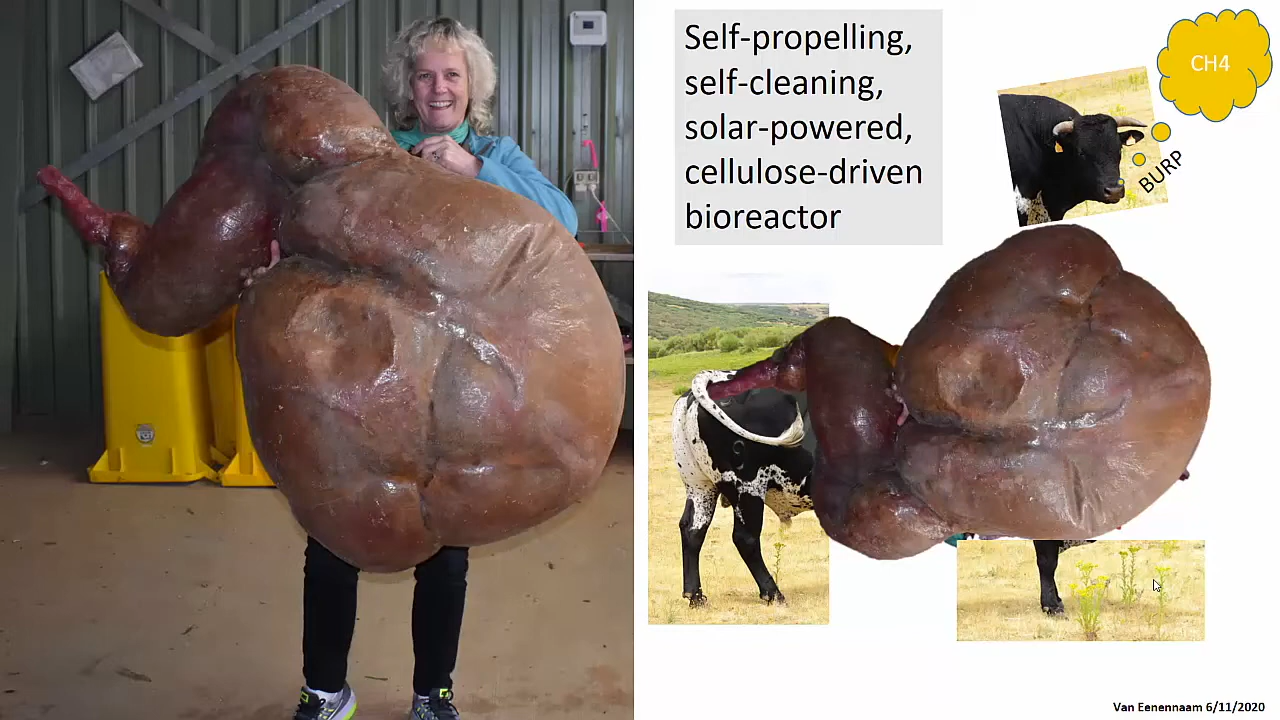 Self-propelling,
self-cleaning,
solar-powered,
cellulose-driven
bioreactor
CH4
BURP
Van Eenennaam 6/11/2020